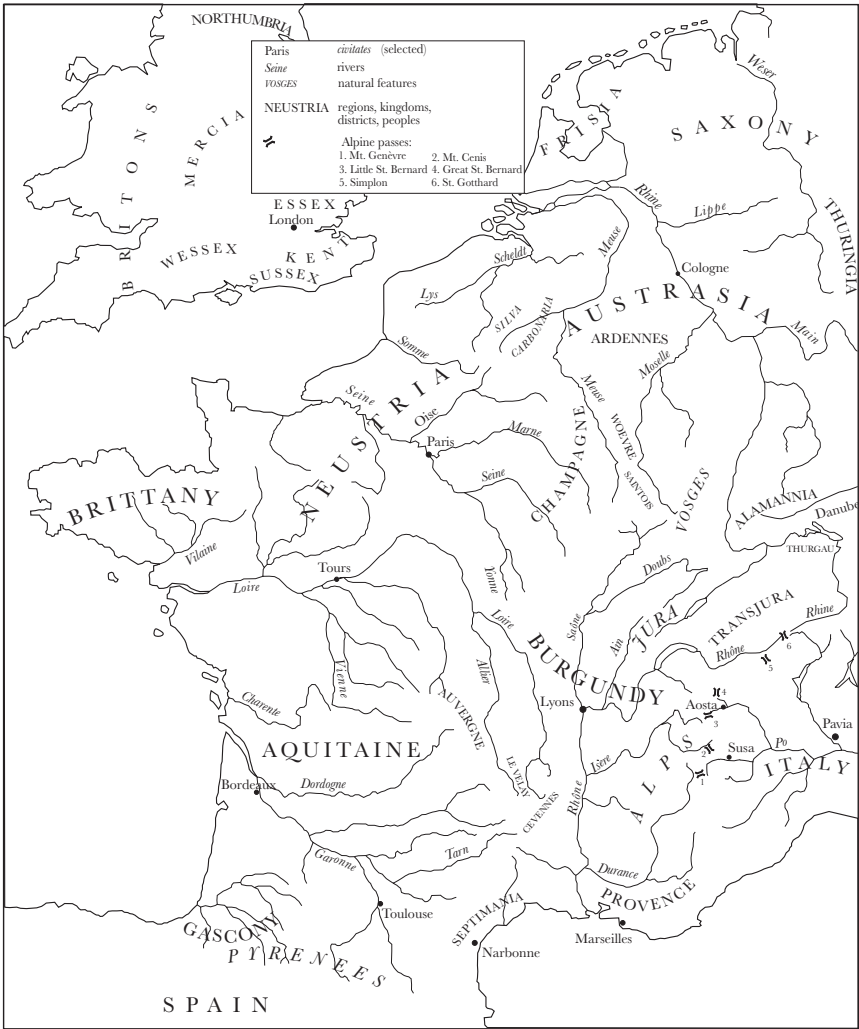 NORTHUMBRIA
Paris civitates (selected)
Seine rivers
VOSGES natural features
NEUSTRIA regions, kingdoms,
districts, peoples
Alpine passes:
1. Mt. Genèvre 2. Mt. Cenis
3. Little St. Bernard 4. Great St. Bernard
5. Simplon 6. St. Gotthard
BRITONS
MERCIA
ESSEX
London
WESSEX
KENT
SUSSEX
FRISIA
SAXONY
Weser
THURINGIA
Rhine
Lippe
Meuse
Scheldt
Lys
Cologne
SILVA
CARBONARIA
AUSTRASIA
ARDENNES
Main
Somme
Moselle
Seine
Oise
NEUSTRIA
Meuse
Paris
Marne
CHAMPAGNE
WOEVRE
SAINTOIS
VOSGES
Seine
BRITTANY
ALAMANNIA
Danube
Vilaine
THURGAU
Tours
Loire
Yonne
Doubs
Loire
Saône
Ain
JURA
TRANSJURA
Rhine
Rhône
6
5
BURGUNDY
Vienne
Allier
Charente
AUVERGNE
Lyons
4
Aosta
3
Pavia
AQUITAINE
ALPS
2
Susa
Po
ITALY
Isère
1
LE VELAY
Bordeaux
Dordogne
CEVENNES
Rhône
Garonne
Tarn
Durance
PROVENCE
Toulouse
SEPTIMANIA
Marseilles
GASCONY
Narbonne
PYRENEES
SPAIN